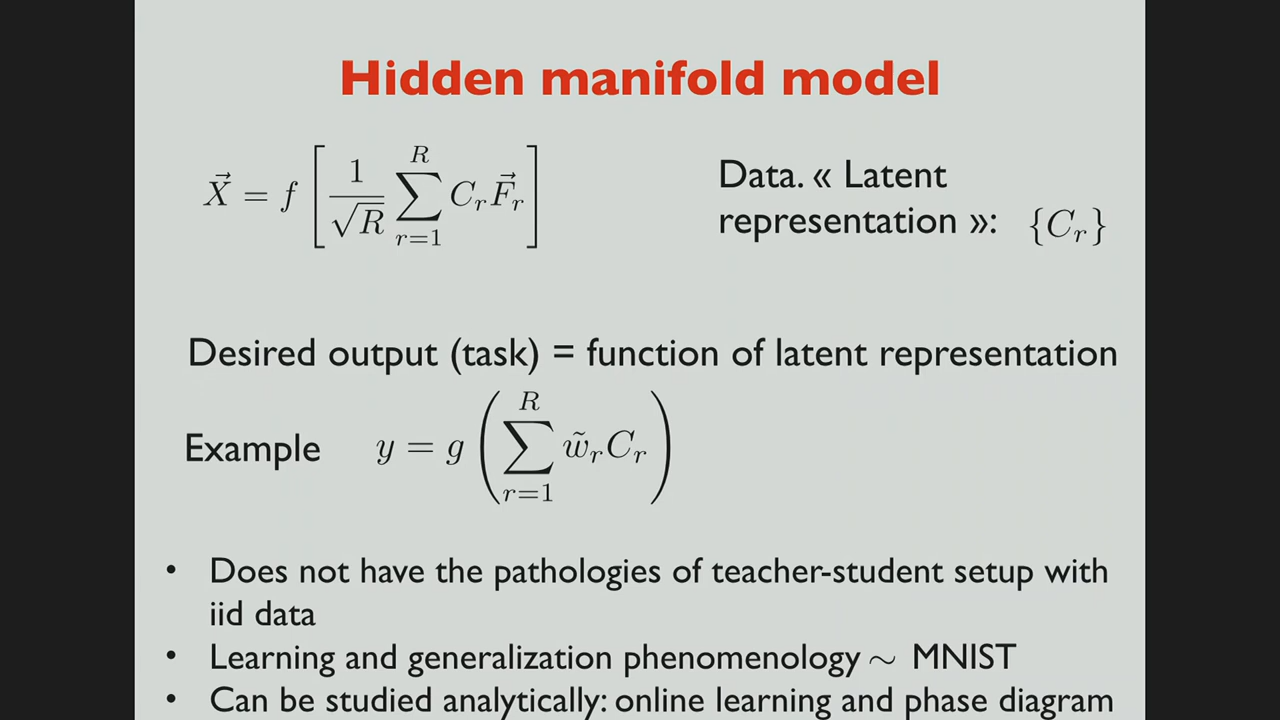 Hidden manifold model
$\vec{X} = f\left[\frac{1}{\sqrt{R}} \sum_{r=1}^{R} C_r \vec{F}_r\right]$
Data. « Latent
representation »: $\{C_r\}$
Desired output (task) = function of latent representation
Example $y = g\left(\sum_{r=1}^{R} \tilde{w}_r C_r\right)$
• Does not have the pathologies of teacher-student setup with
iid data
• Learning and generalization phenomenology ~ MNIST
• Can be studied analytically: online learning and phase diagram